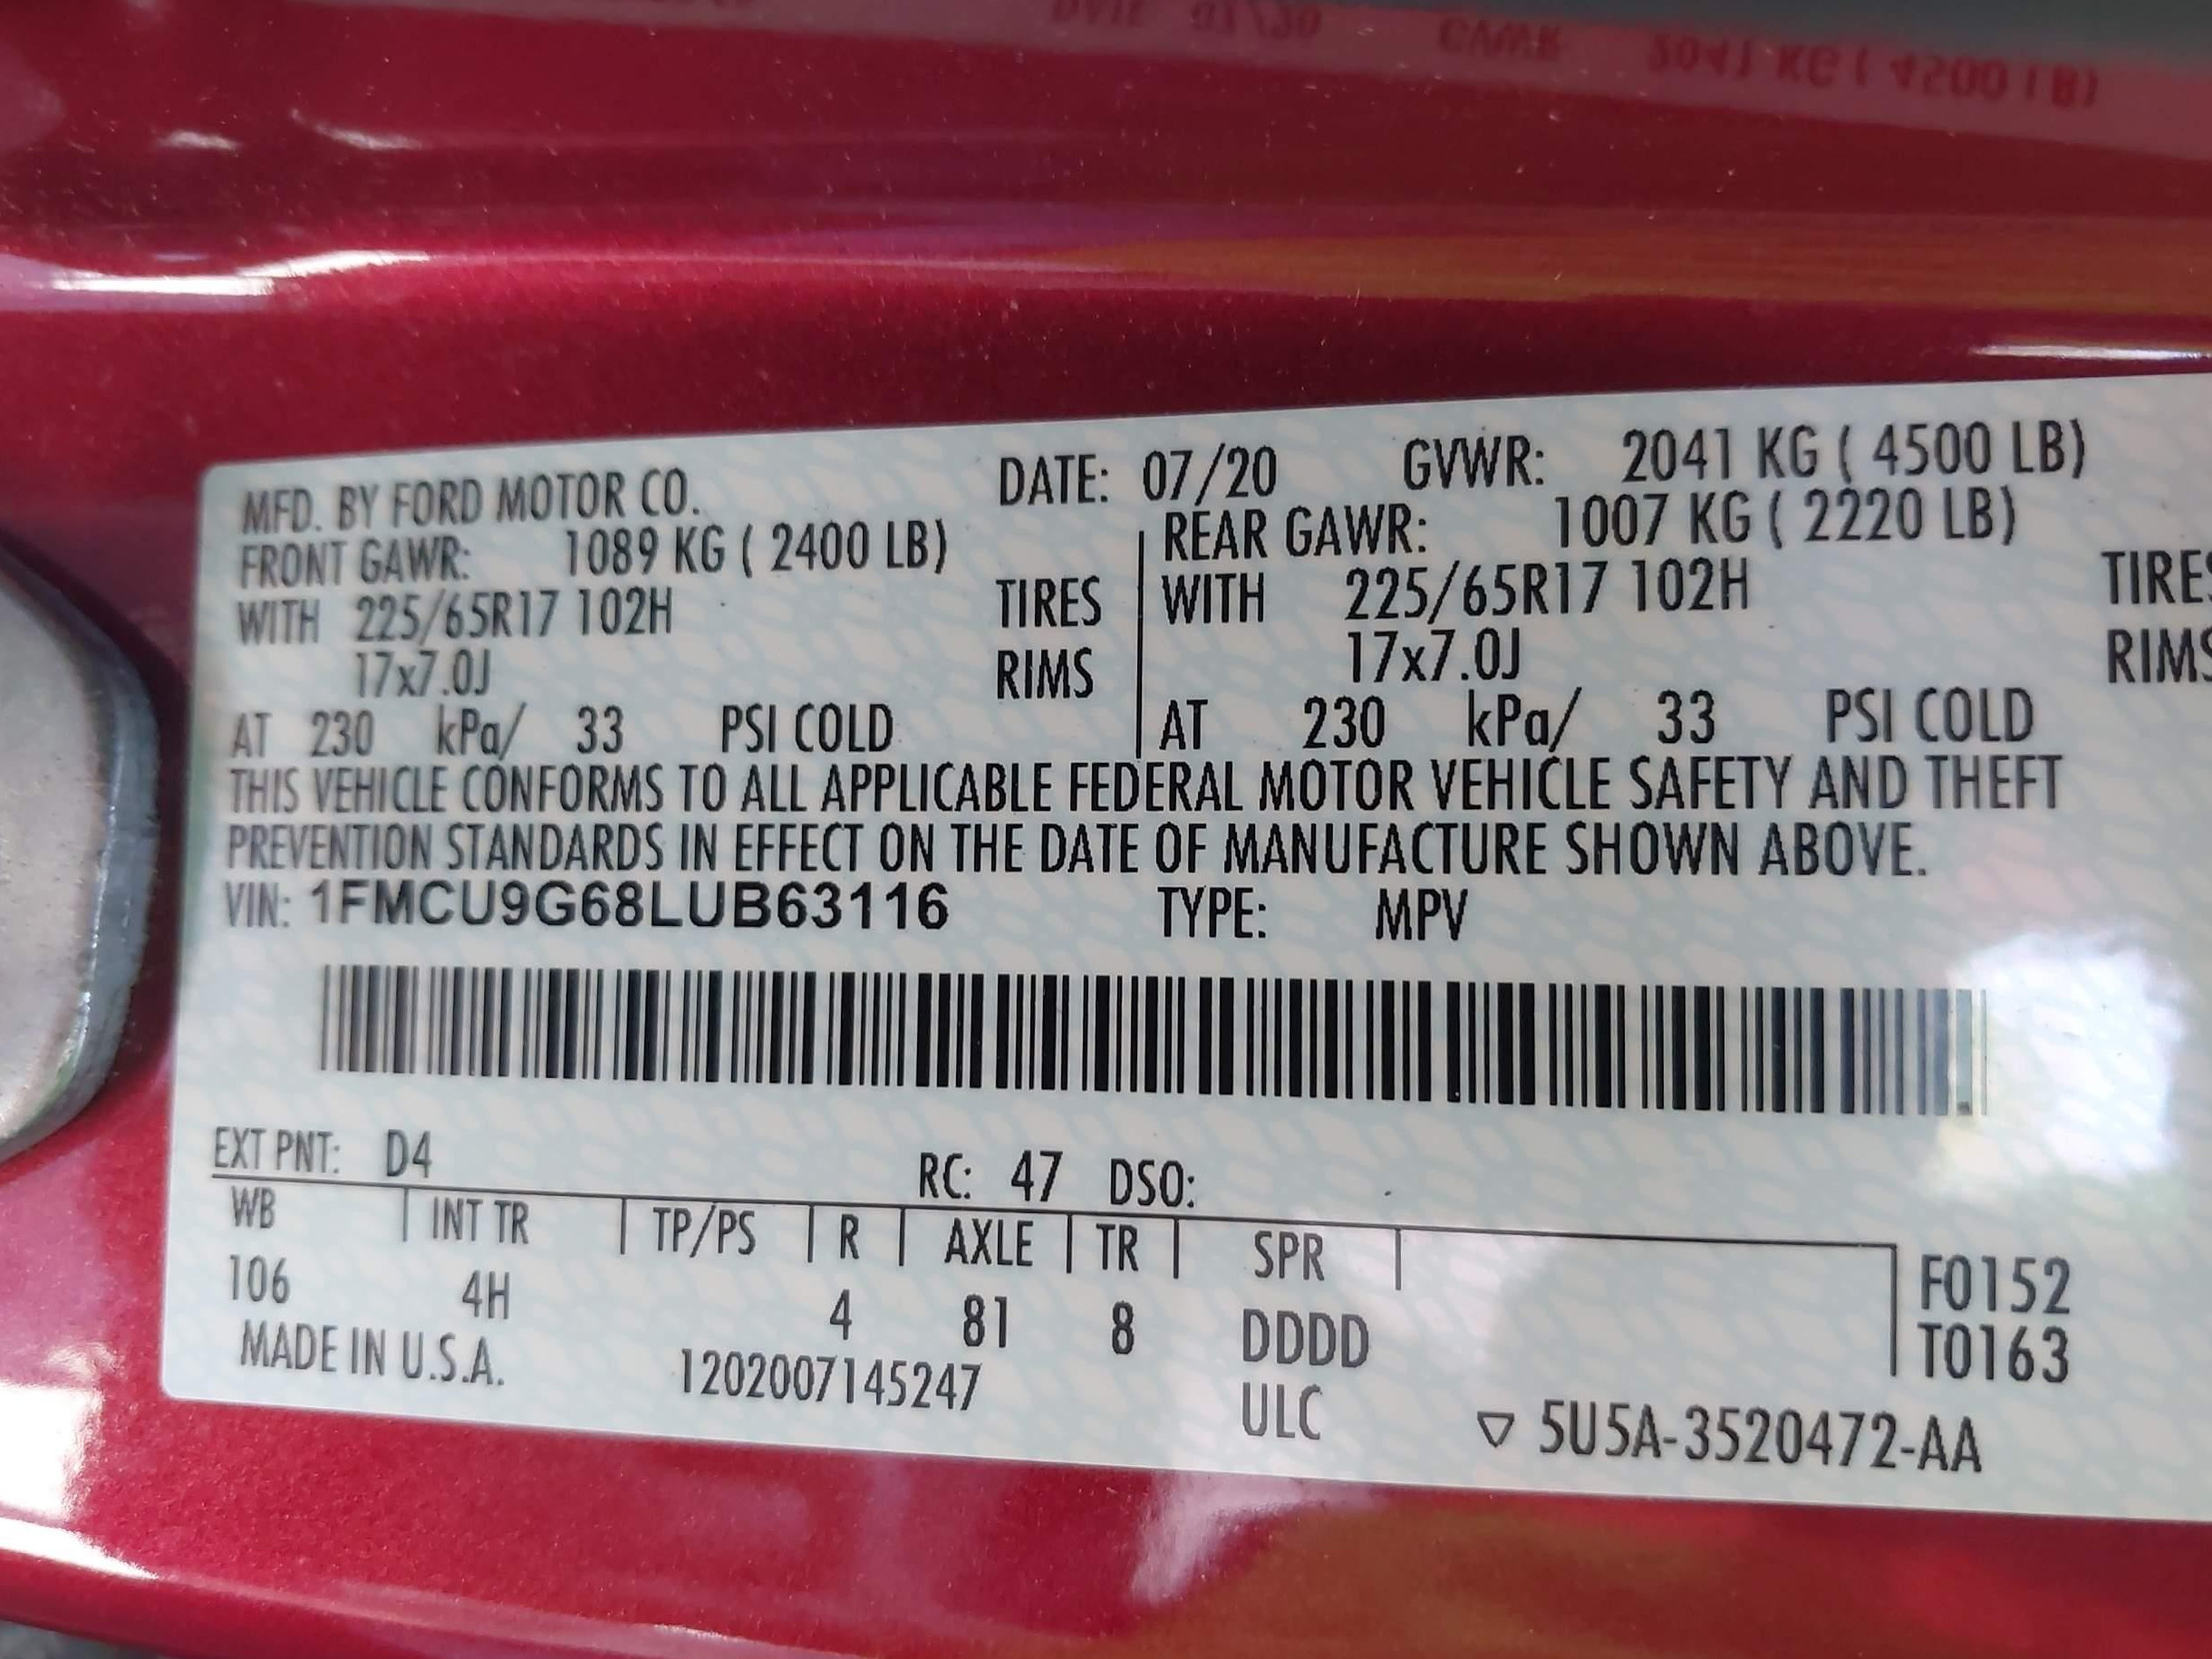 MFD. BY FORD MOTOR CO. DATE: 07/20 GVWR: 2041 KG ( 4500 LB)
FRONT GAWR: 1089 KG ( 2400 LB) REAR GAWR: 1007 KG ( 2220 LB)
WITH 225/65R17 102H TIRES WITH 225/65R17 102H TIRES
17x7.0J RIMS 17x7.0J RIMS
AT 230 kPa/ 33 PSI COLD AT 230 kPa/ 33 PSI COLD
THIS VEHICLE CONFORMS TO ALL APPLICABLE FEDERAL MOTOR VEHICLE SAFETY AND THEFT
PREVENTION STANDARDS IN EFFECT ON THE DATE OF MANUFACTURE SHOWN ABOVE.
VIN: 1FMCU9G68LUB63116 TYPE: MPV
EXT PNT: D4 RC: 47 DSO:
WB INT TR TP/PS R AXLE TR SPR F0152
106 4H 4 81 8 DDDD T0163
MADE IN U.S.A. 1202007145247 ULC ▽ 5U5A-3520472-AA